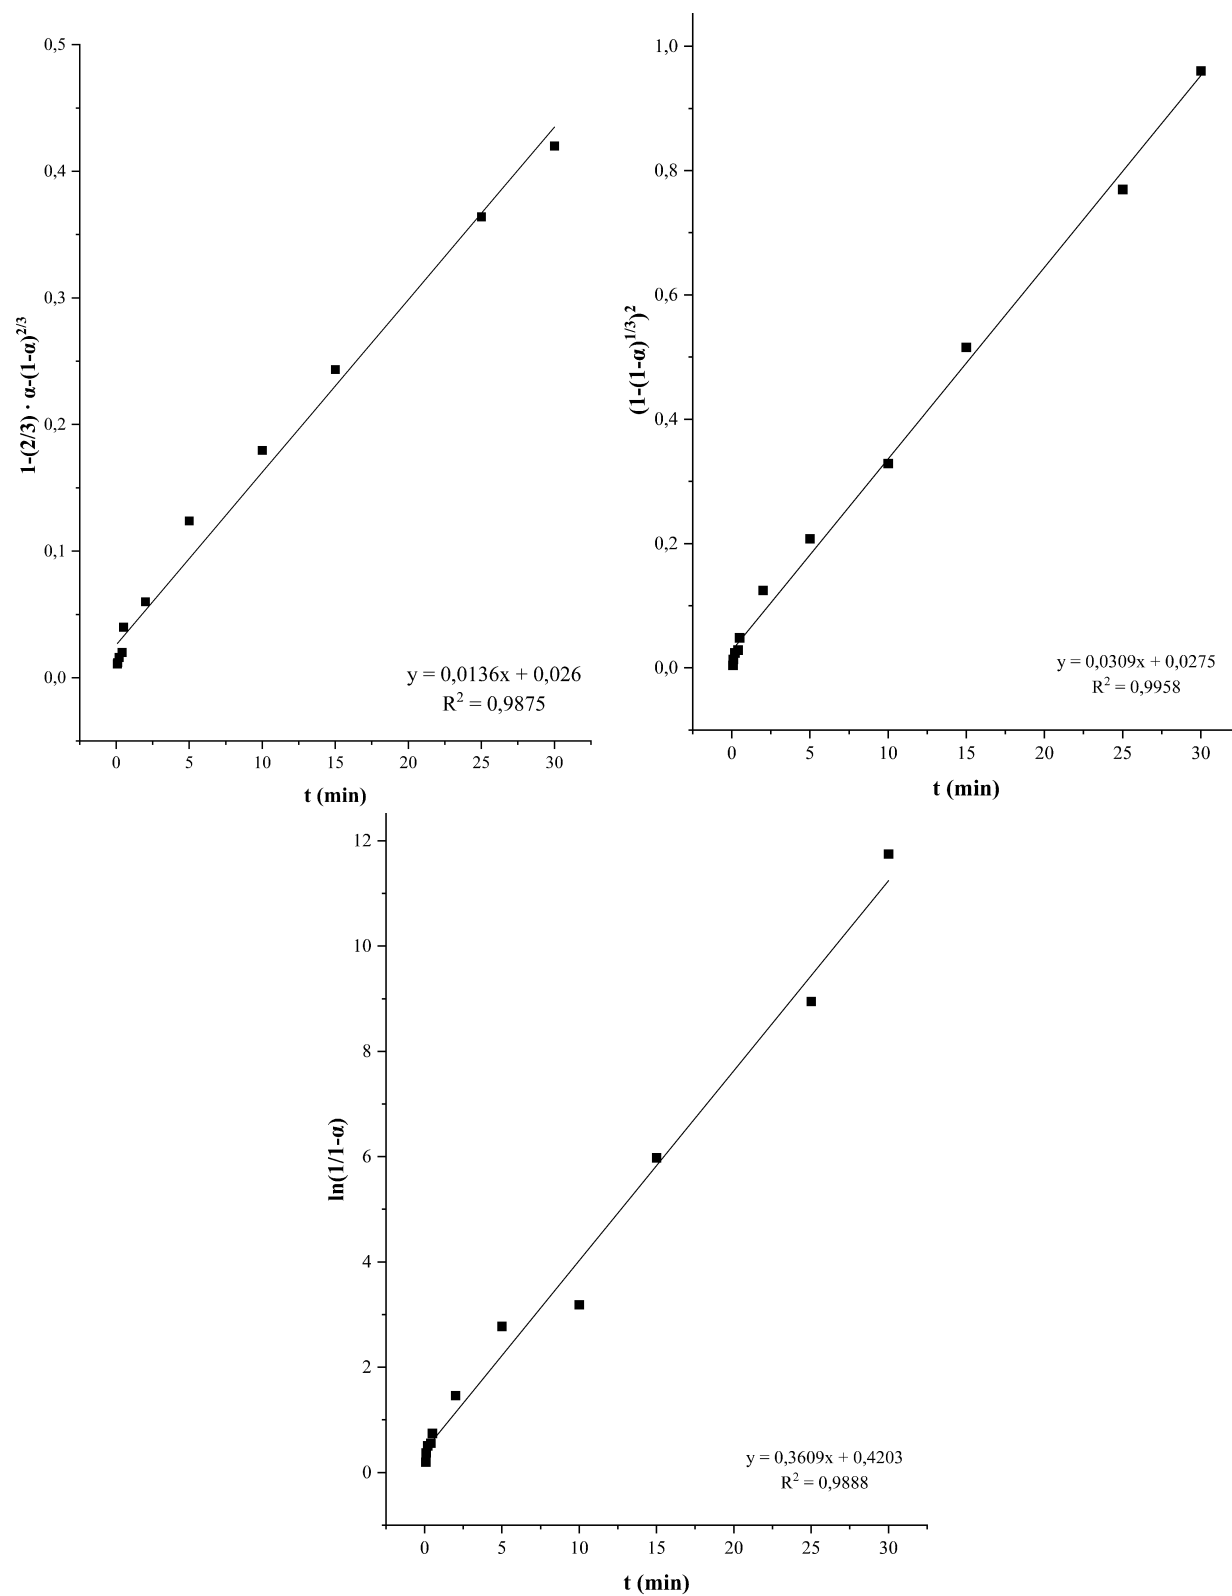 0,5
0,4
0,3
0,2
0,1
0,0
1-(2/3) · α-(1-α)^2/3
y = 0,0136x + 0,026
R^2 = 0,9875
0 5 10 15 20 25 30
t (min)
1,0
0,8
0,6
0,4
0,2
0,0
(1-(1-α)^1/3)^2
y = 0,0309x + 0,0275
R^2 = 0,9958
0 5 10 15 20 25 30
t (min)
12
10
8
6
4
2
0
ln(1/1-α)
y = 0,3609x + 0,4203
R^2 = 0,9888
0 5 10 15 20 25 30
t (min)